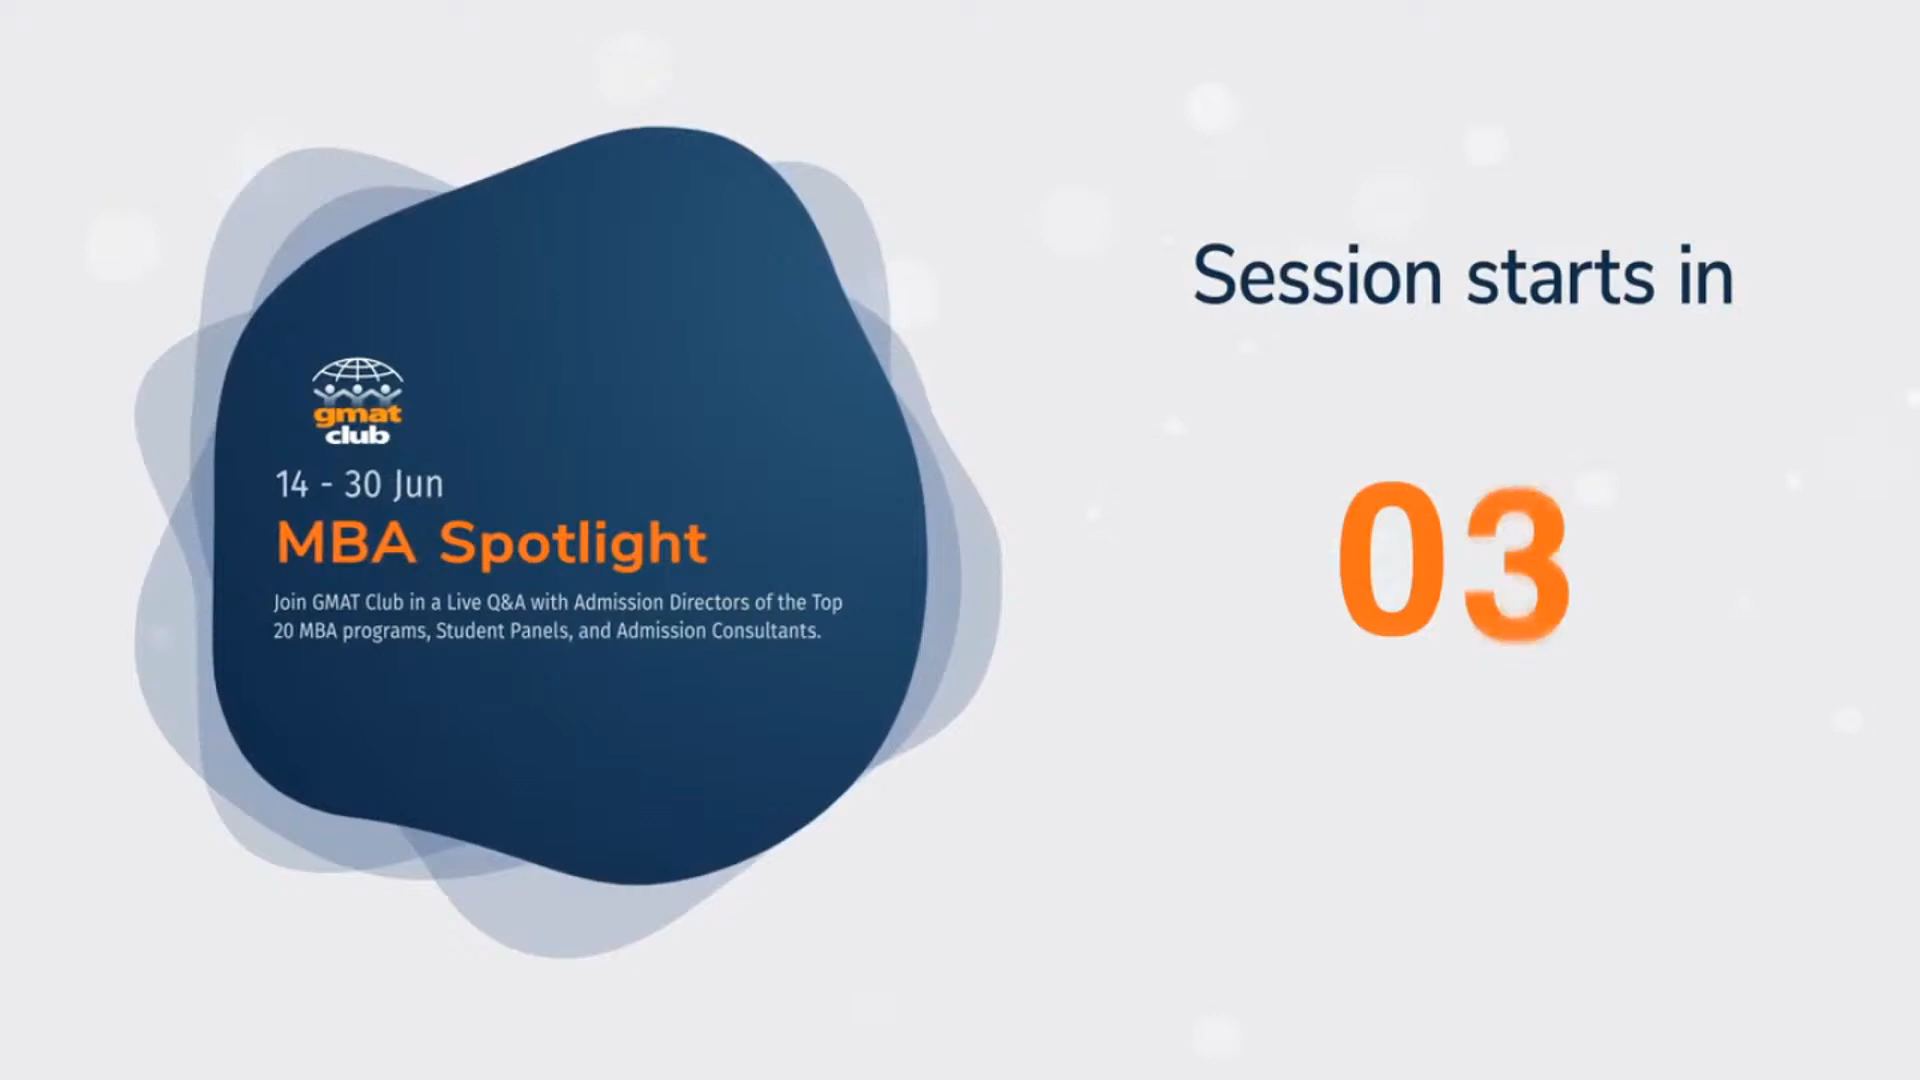 gmat
club
14 - 30 Jun
MBA Spotlight
Join GMAT Club in a Live Q&A with Admission Directors of the Top
20 MBA programs, Student Panels, and Admission Consultants.
Session starts in
03